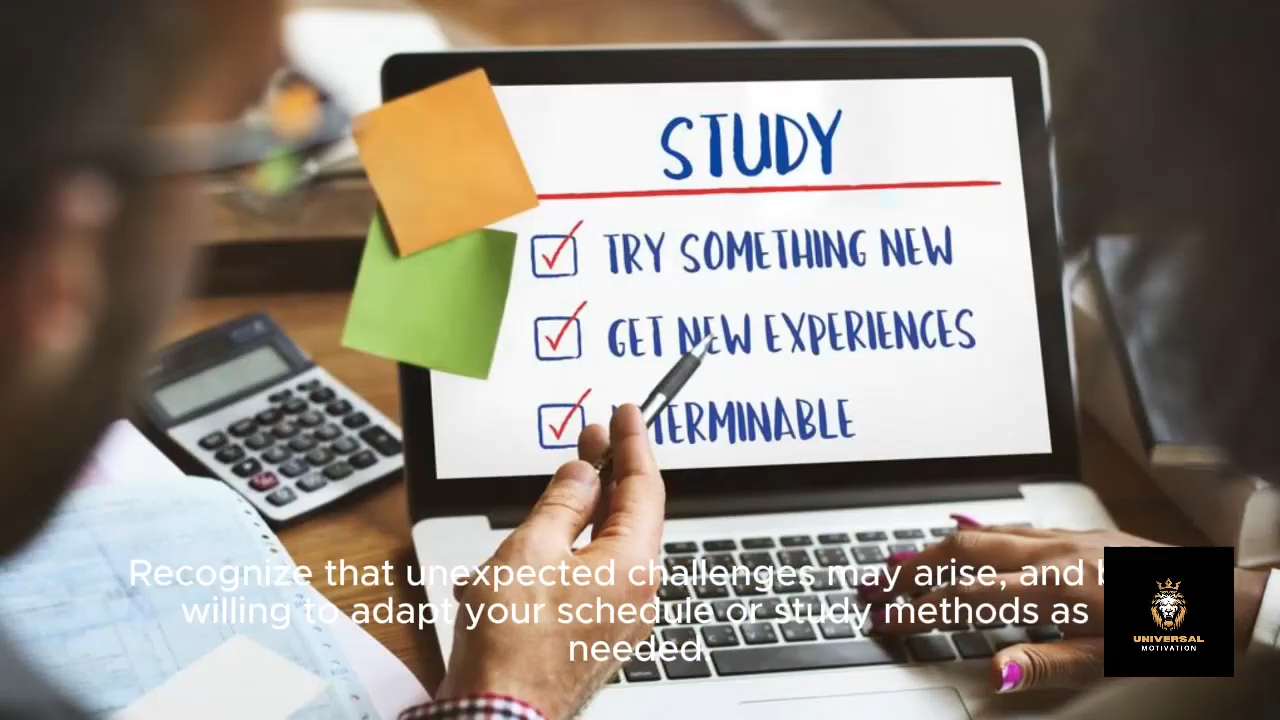 STUDY
TRY SOMETHING NEW
GET NEW EXPERIENCES
Recognize that unexpected challenges may arise, and
willing to adapt your schedule or study methods as
needed
UNIVERSAL
MOTIVATION